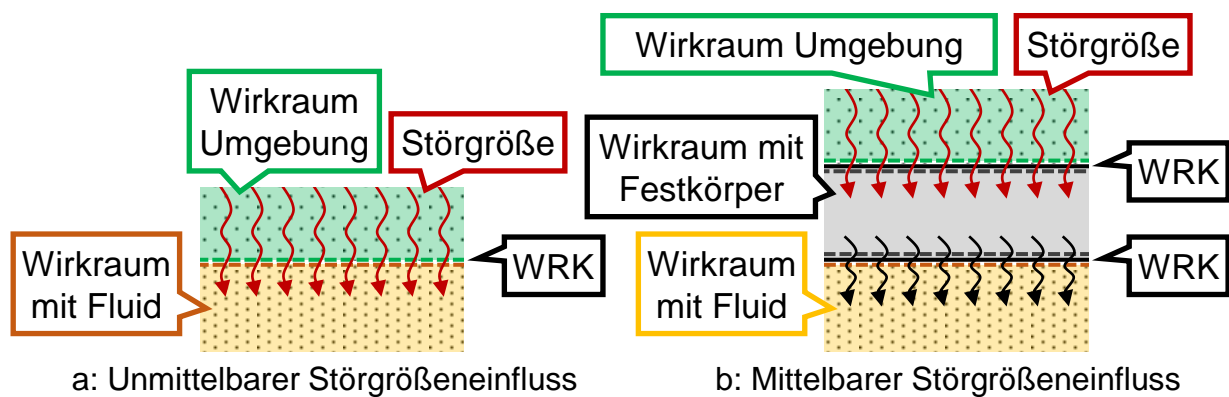 Wirkraum
Umgebung
Störgröße
Wirkraum
mit Fluid
WRK
a: Unmittelbarer Störgrößeneinfluss
Wirkraum Umgebung
Störgröße
Wirkraum mit
Festkörper
WRK
Wirkraum
mit Fluid
WRK
b: Mittelbarer Störgrößeneinfluss